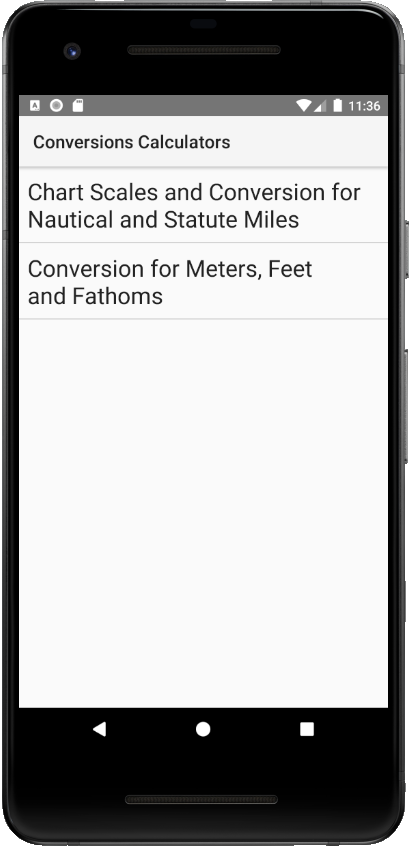 11:36
Conversions Calculators
Chart Scales and Conversion for
Nautical and Statute Miles
Conversion for Meters, Feet
and Fathoms